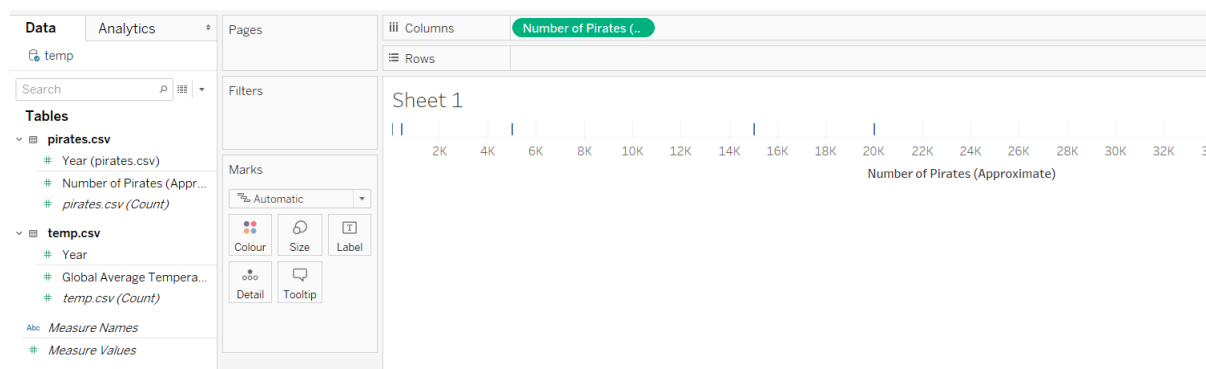 Data Analytics
temp
Search
Tables
pirates.csv
# Year (pirates.csv)
# Number of Pirates (Appr...
# pirates.csv (Count)
temp.csv
# Year
# Global Average Tempera...
# temp.csv (Count)
Abc Measure Names
# Measure Values
Pages
Filters
Marks
Automatic
Colour Size Label
Detail Tooltip
iii Columns Number of Pirates (..
Rows
Sheet 1
2K 4K 6K 8K 10K 12K 14K 16K 18K 20K 22K 24K 26K 28K 30K 32K
Number of Pirates (Approximate)